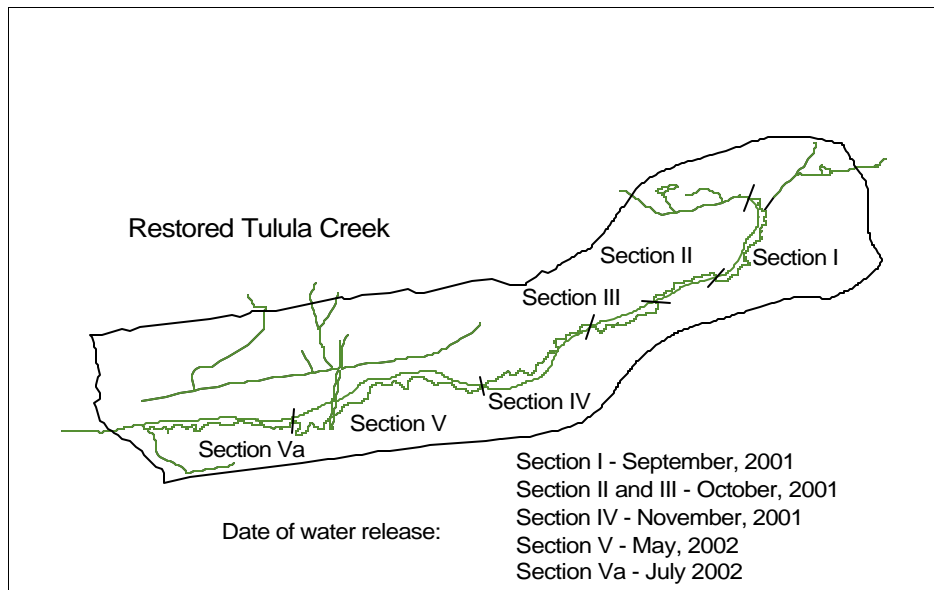 Restored Tulula Creek
Section II
Section I
Section III
Section IV
Section V
Section Va
Date of water release:
Section I - September, 2001
Section II and III - October, 2001
Section IV - November, 2001
Section V - May, 2002
Section Va - July 2002